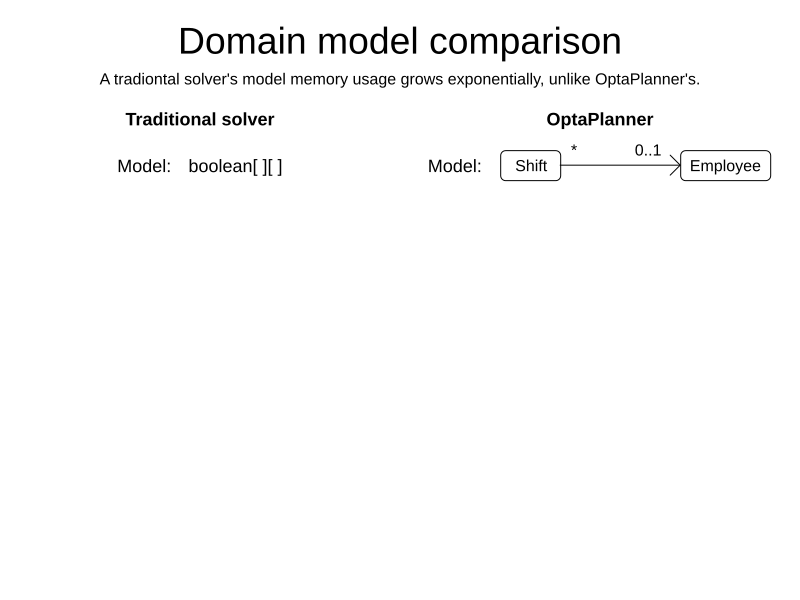 Domain model comparison
A tradiontal solver's model memory usage grows exponentially, unlike OptaPlanner's.
Traditional solver
Model: boolean[ ][ ]
OptaPlanner
Model: Shift * 0..1 Employee